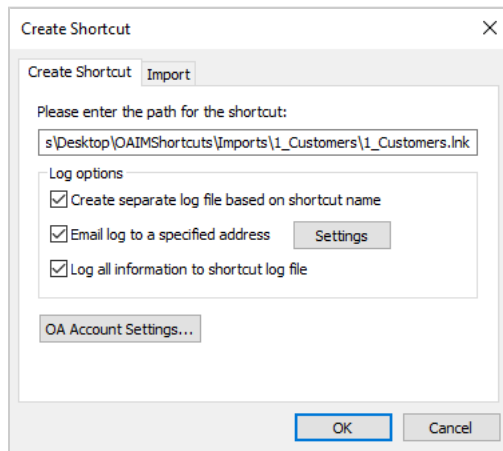 Create Shortcut
Create Shortcut Import
Please enter the path for the shortcut:
s\Desktop\OAIMShortcuts\Imports\1_Customers\1_Customers.lnk
Log options
Create separate log file based on shortcut name
Email log to a specified address Settings
Log all information to shortcut log file
OA Account Settings...
OK Cancel